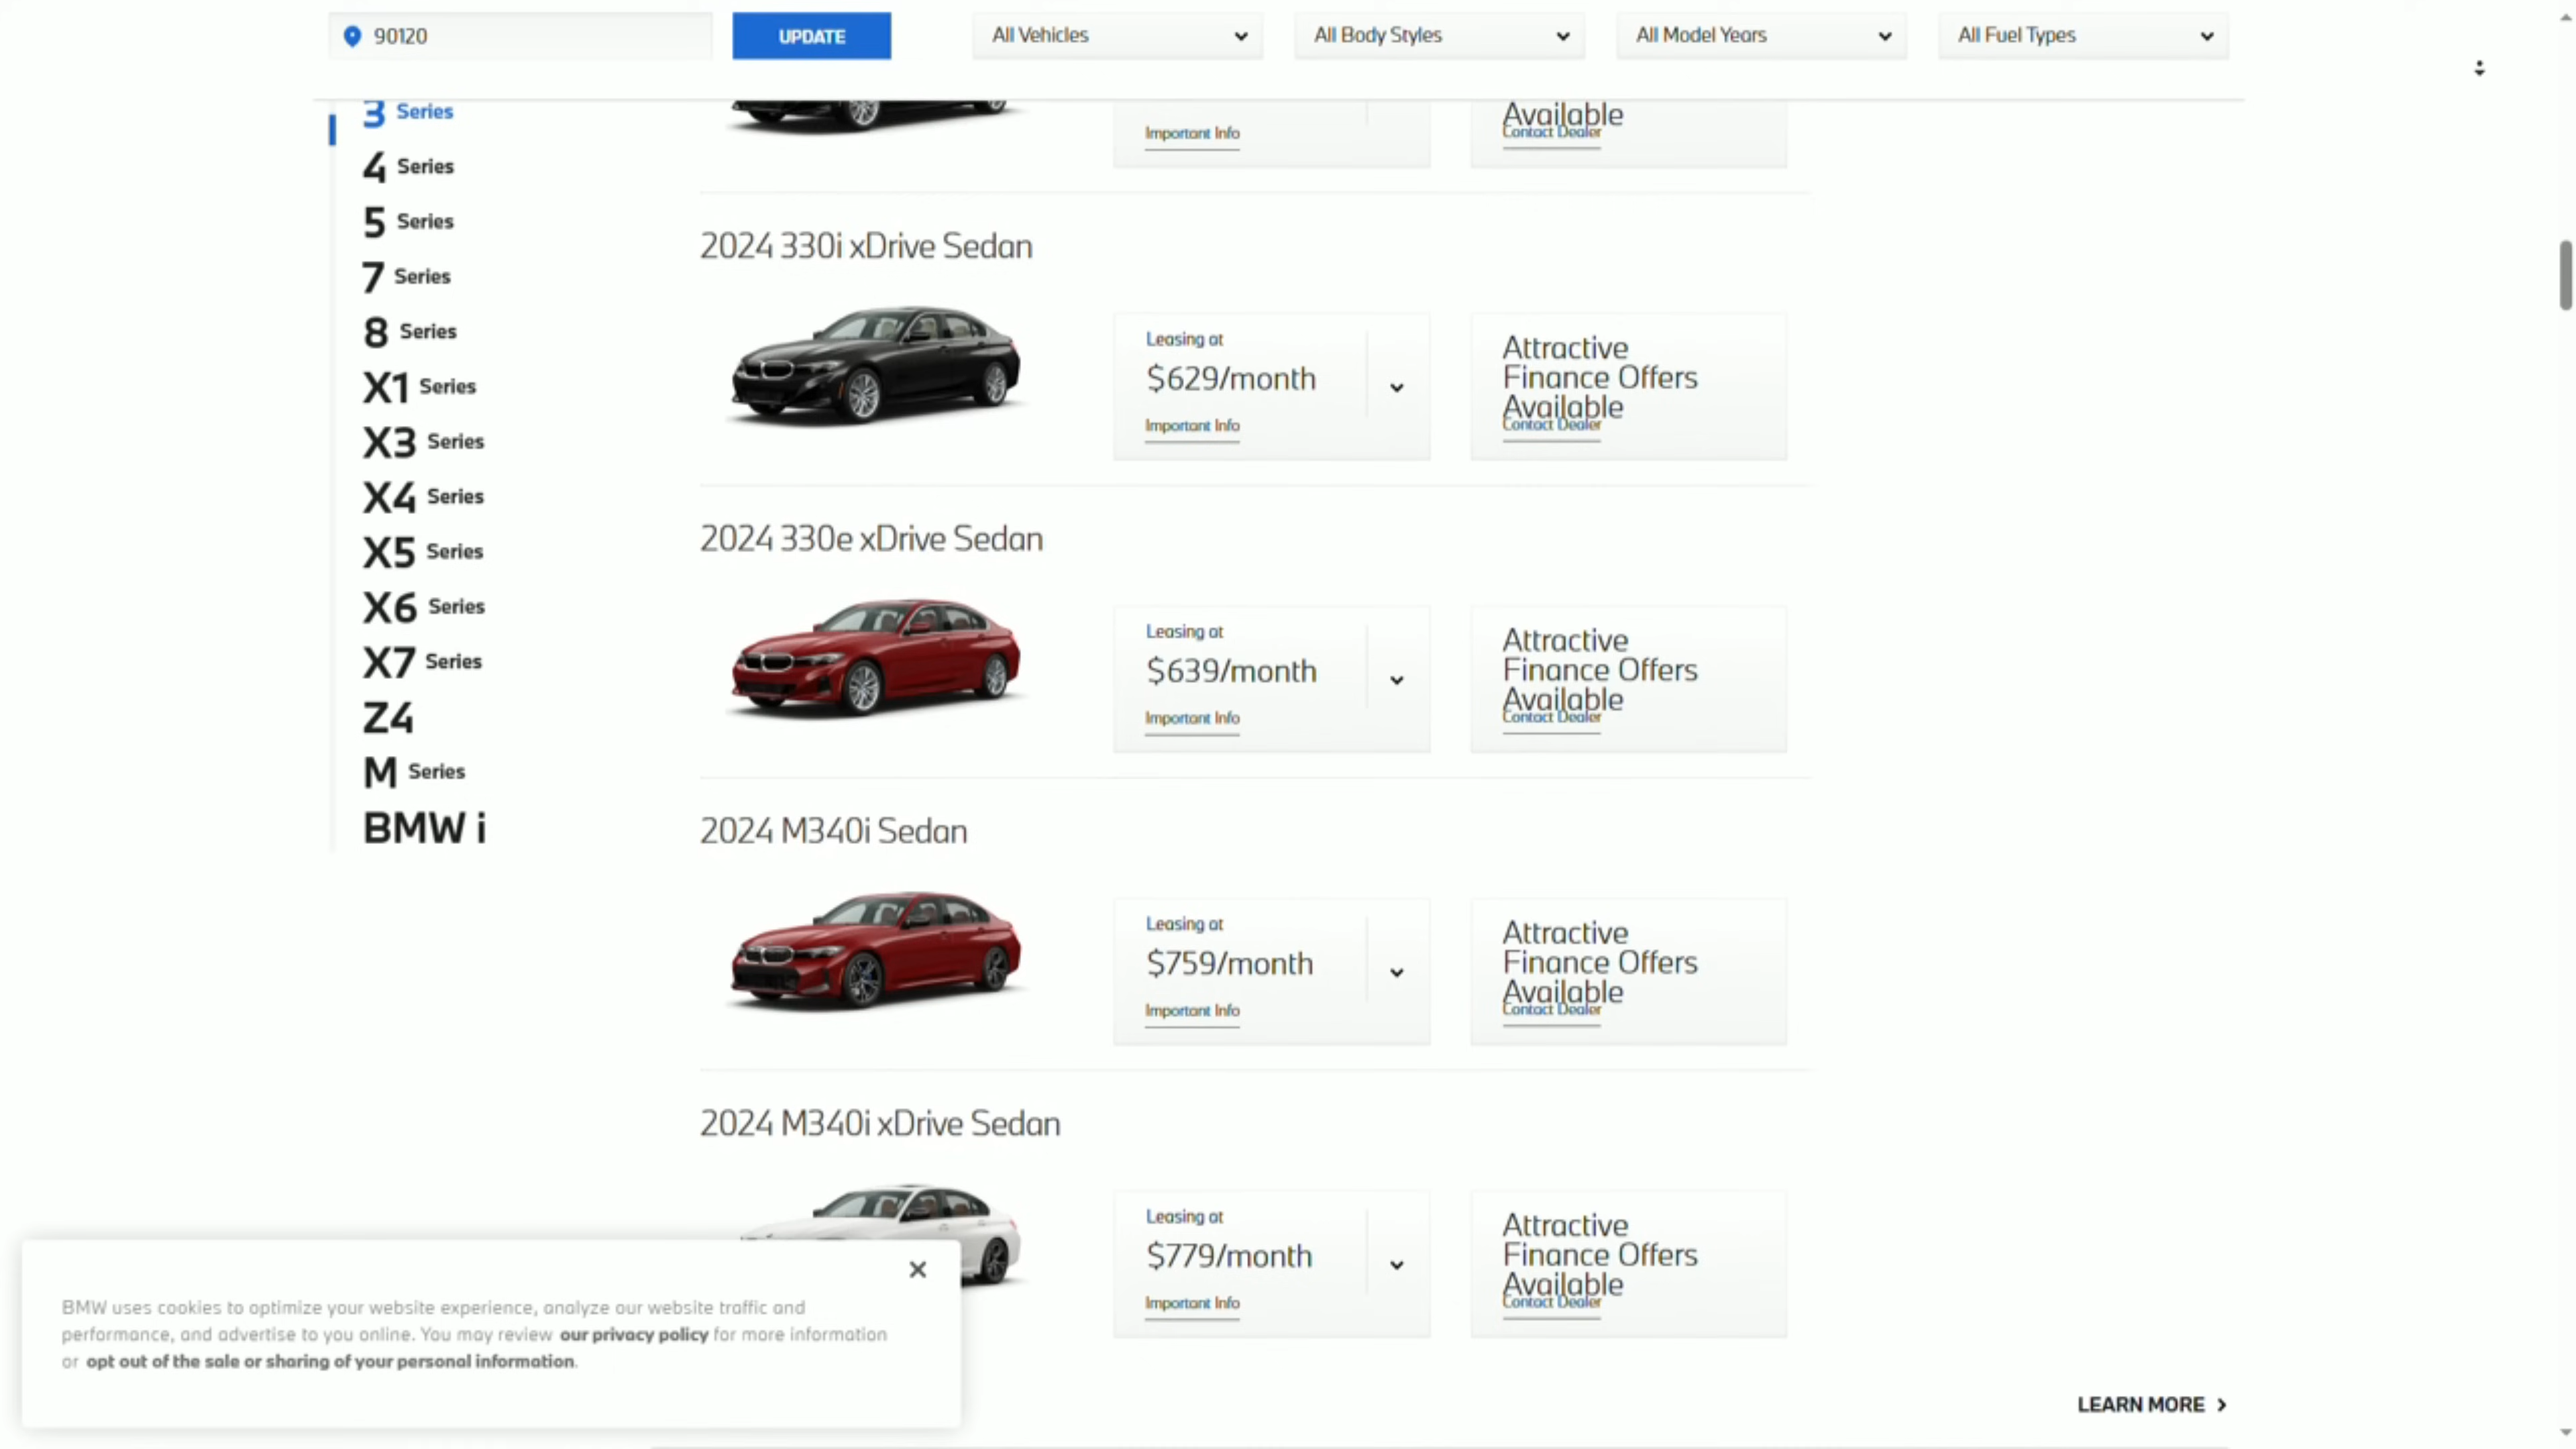 90120
UPDATE
All Vehicles
All Body Styles
All Model Years
All Fuel Types
3 Series
4 Series
5 Series
7 Series
8 Series
X1 Series
X3 Series
X4 Series
X5 Series
X6 Series
X7 Series
Z4
M Series
BMW i
Important Info
Available
Contact Dealer
2024 330i xDrive Sedan
Leasing at
$629/month
Important Info
Attractive
Finance Offers
Available
Contact Dealer
2024 330e xDrive Sedan
Leasing at
$639/month
Important Info
Attractive
Finance Offers
Available
Contact Dealer
2024 M340i Sedan
Leasing at
$759/month
Important Info
Attractive
Finance Offers
Available
Contact Dealer
2024 M340i xDrive Sedan
Leasing at
$779/month
Important Info
Attractive
Finance Offers
Available
Contact Dealer
BMW uses cookies to optimize your website experience, analyze our website traffic and
performance, and advertise to you online. You may review our privacy policy for more information
or opt out of the sale or sharing of your personal information.
LEARN MORE